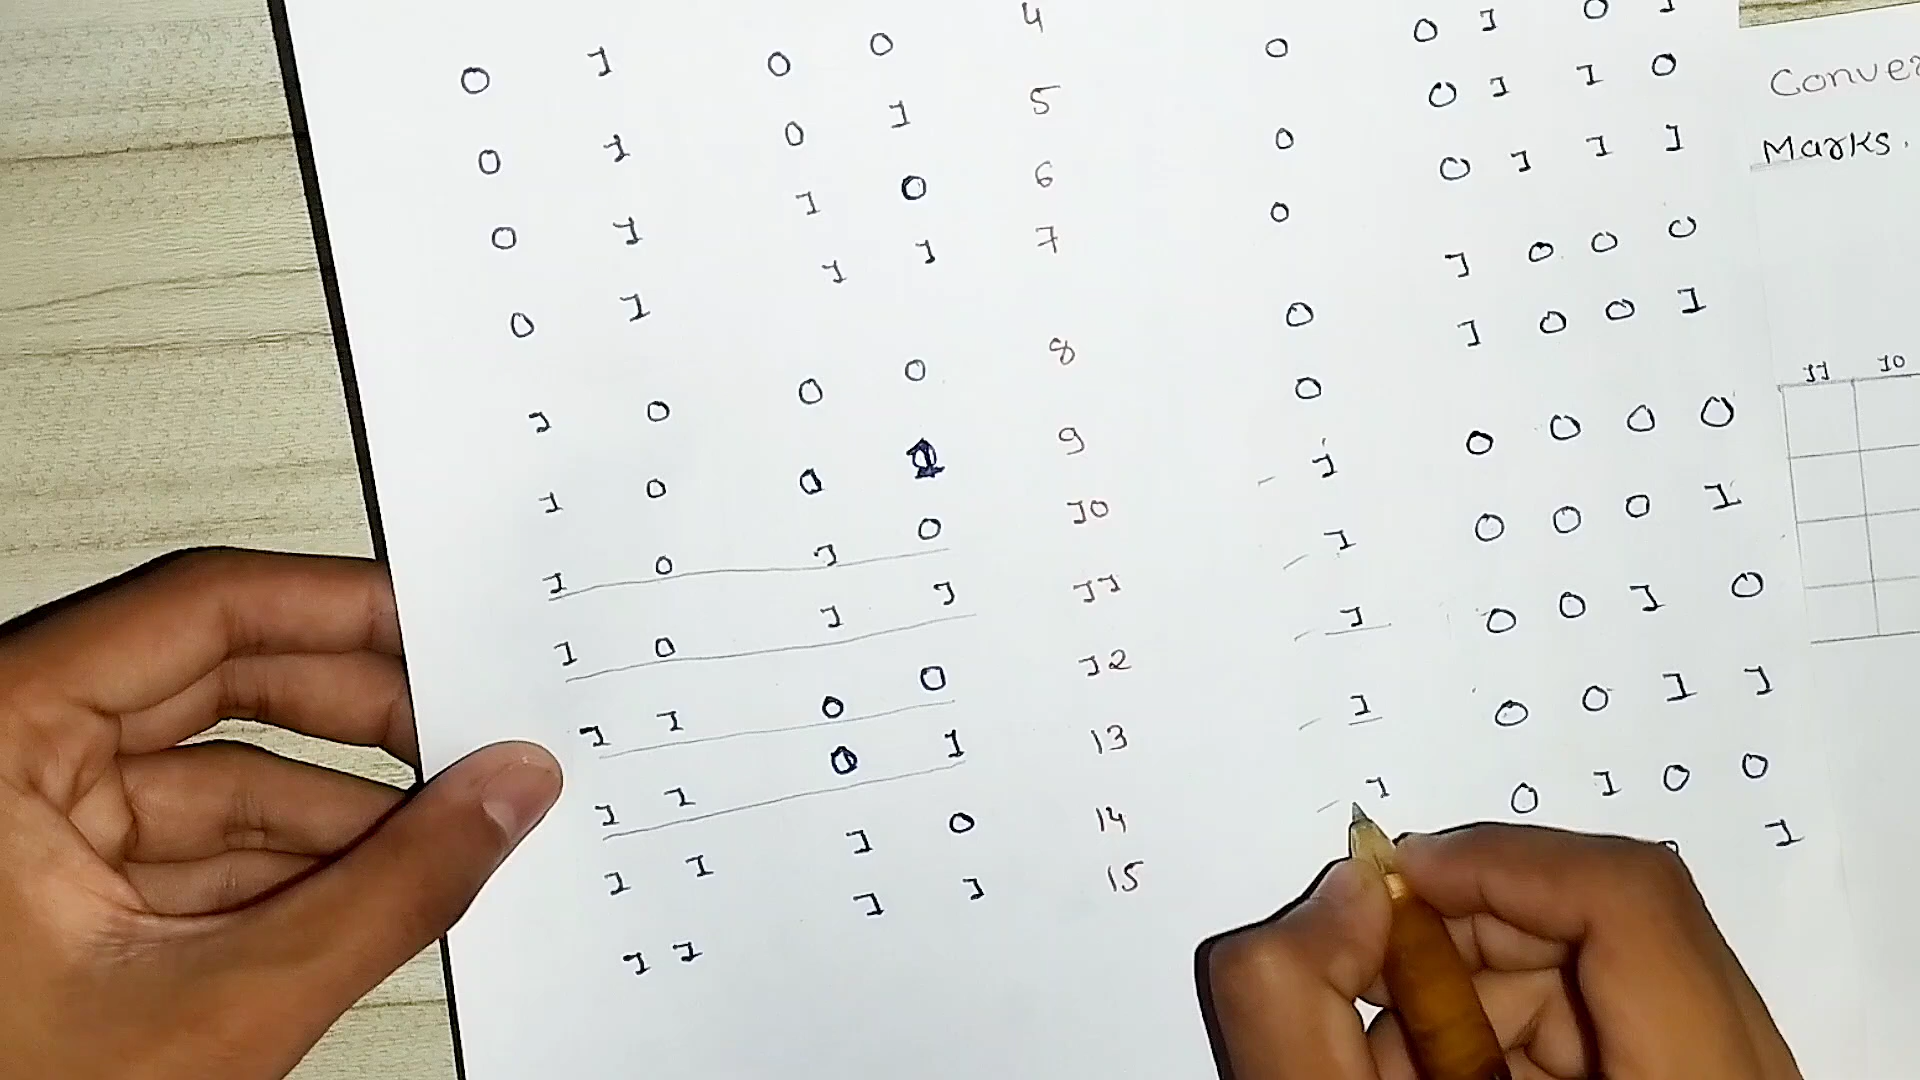 0 1 0 0 4 0 0 1 0 1
0 1 0 1 5 0 0 1 1 0
0 1 1 0 6 0 0 1 1 1
0 1 1 1 7 0 1 0 0 0
1 0 0 0 8 0 1 0 0 1
1 0 0 1 9 1 0 0 0 0
1 0 1 0 10 1 0 0 0 1
1 0 1 1 11 1 0 0 1 0
1 1 0 0 12 1 0 0 1 1
1 1 0 1 13 1 0 1 0 0
1 1 1 0 14 1
1 1 1 1 15
Marks.
11 10